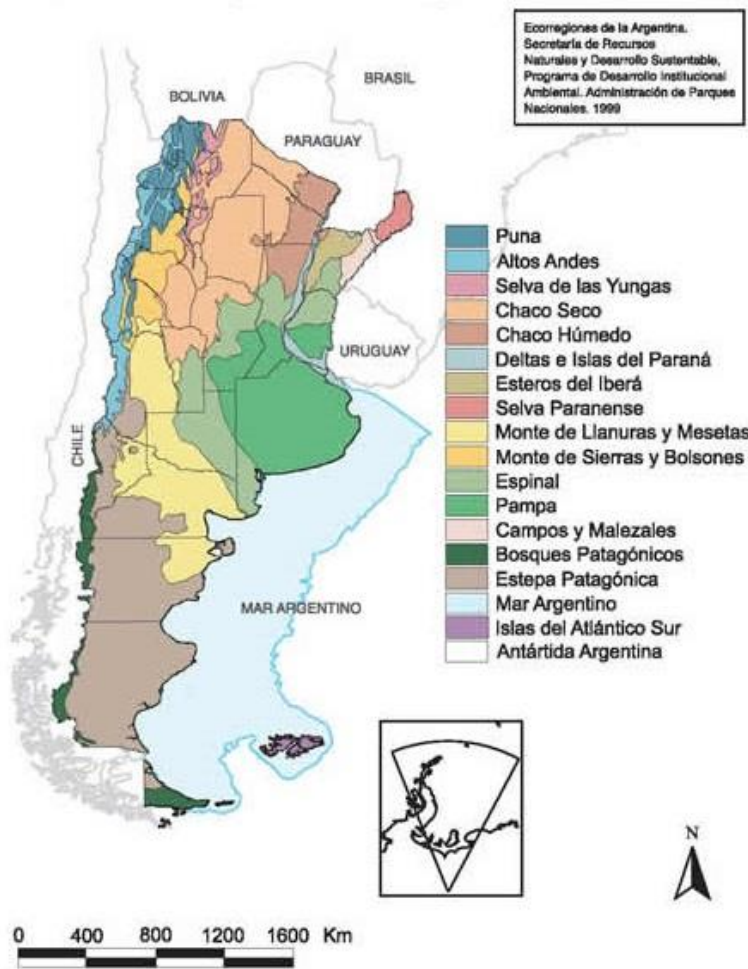 Ecorregiones de la Argentina.
Secretaría de Recursos
Naturales y Desarrollo Sustentable,
Programa de Desarrollo Institucional
Ambiental. Administración de Parques
Nacionales. 1999
BRASIL
BOLIVIA
PARAGUAY
URUGUAY
CHILE
MAR ARGENTINO
Puna
Altos Andes
Selva de las Yungas
Chaco Seco
Chaco Húmedo
Deltas e Islas del Paraná
Esteros del Iberá
Selva Paranense
Monte de Llanuras y Mesetas
Monte de Sierras y Bolsones
Espinal
Pampa
Campos y Malezales
Bosques Patagónicos
Estepa Patagónica
Mar Argentino
Islas del Atlántico Sur
Antártida Argentina
N
0 400 800 1200 1600 Km